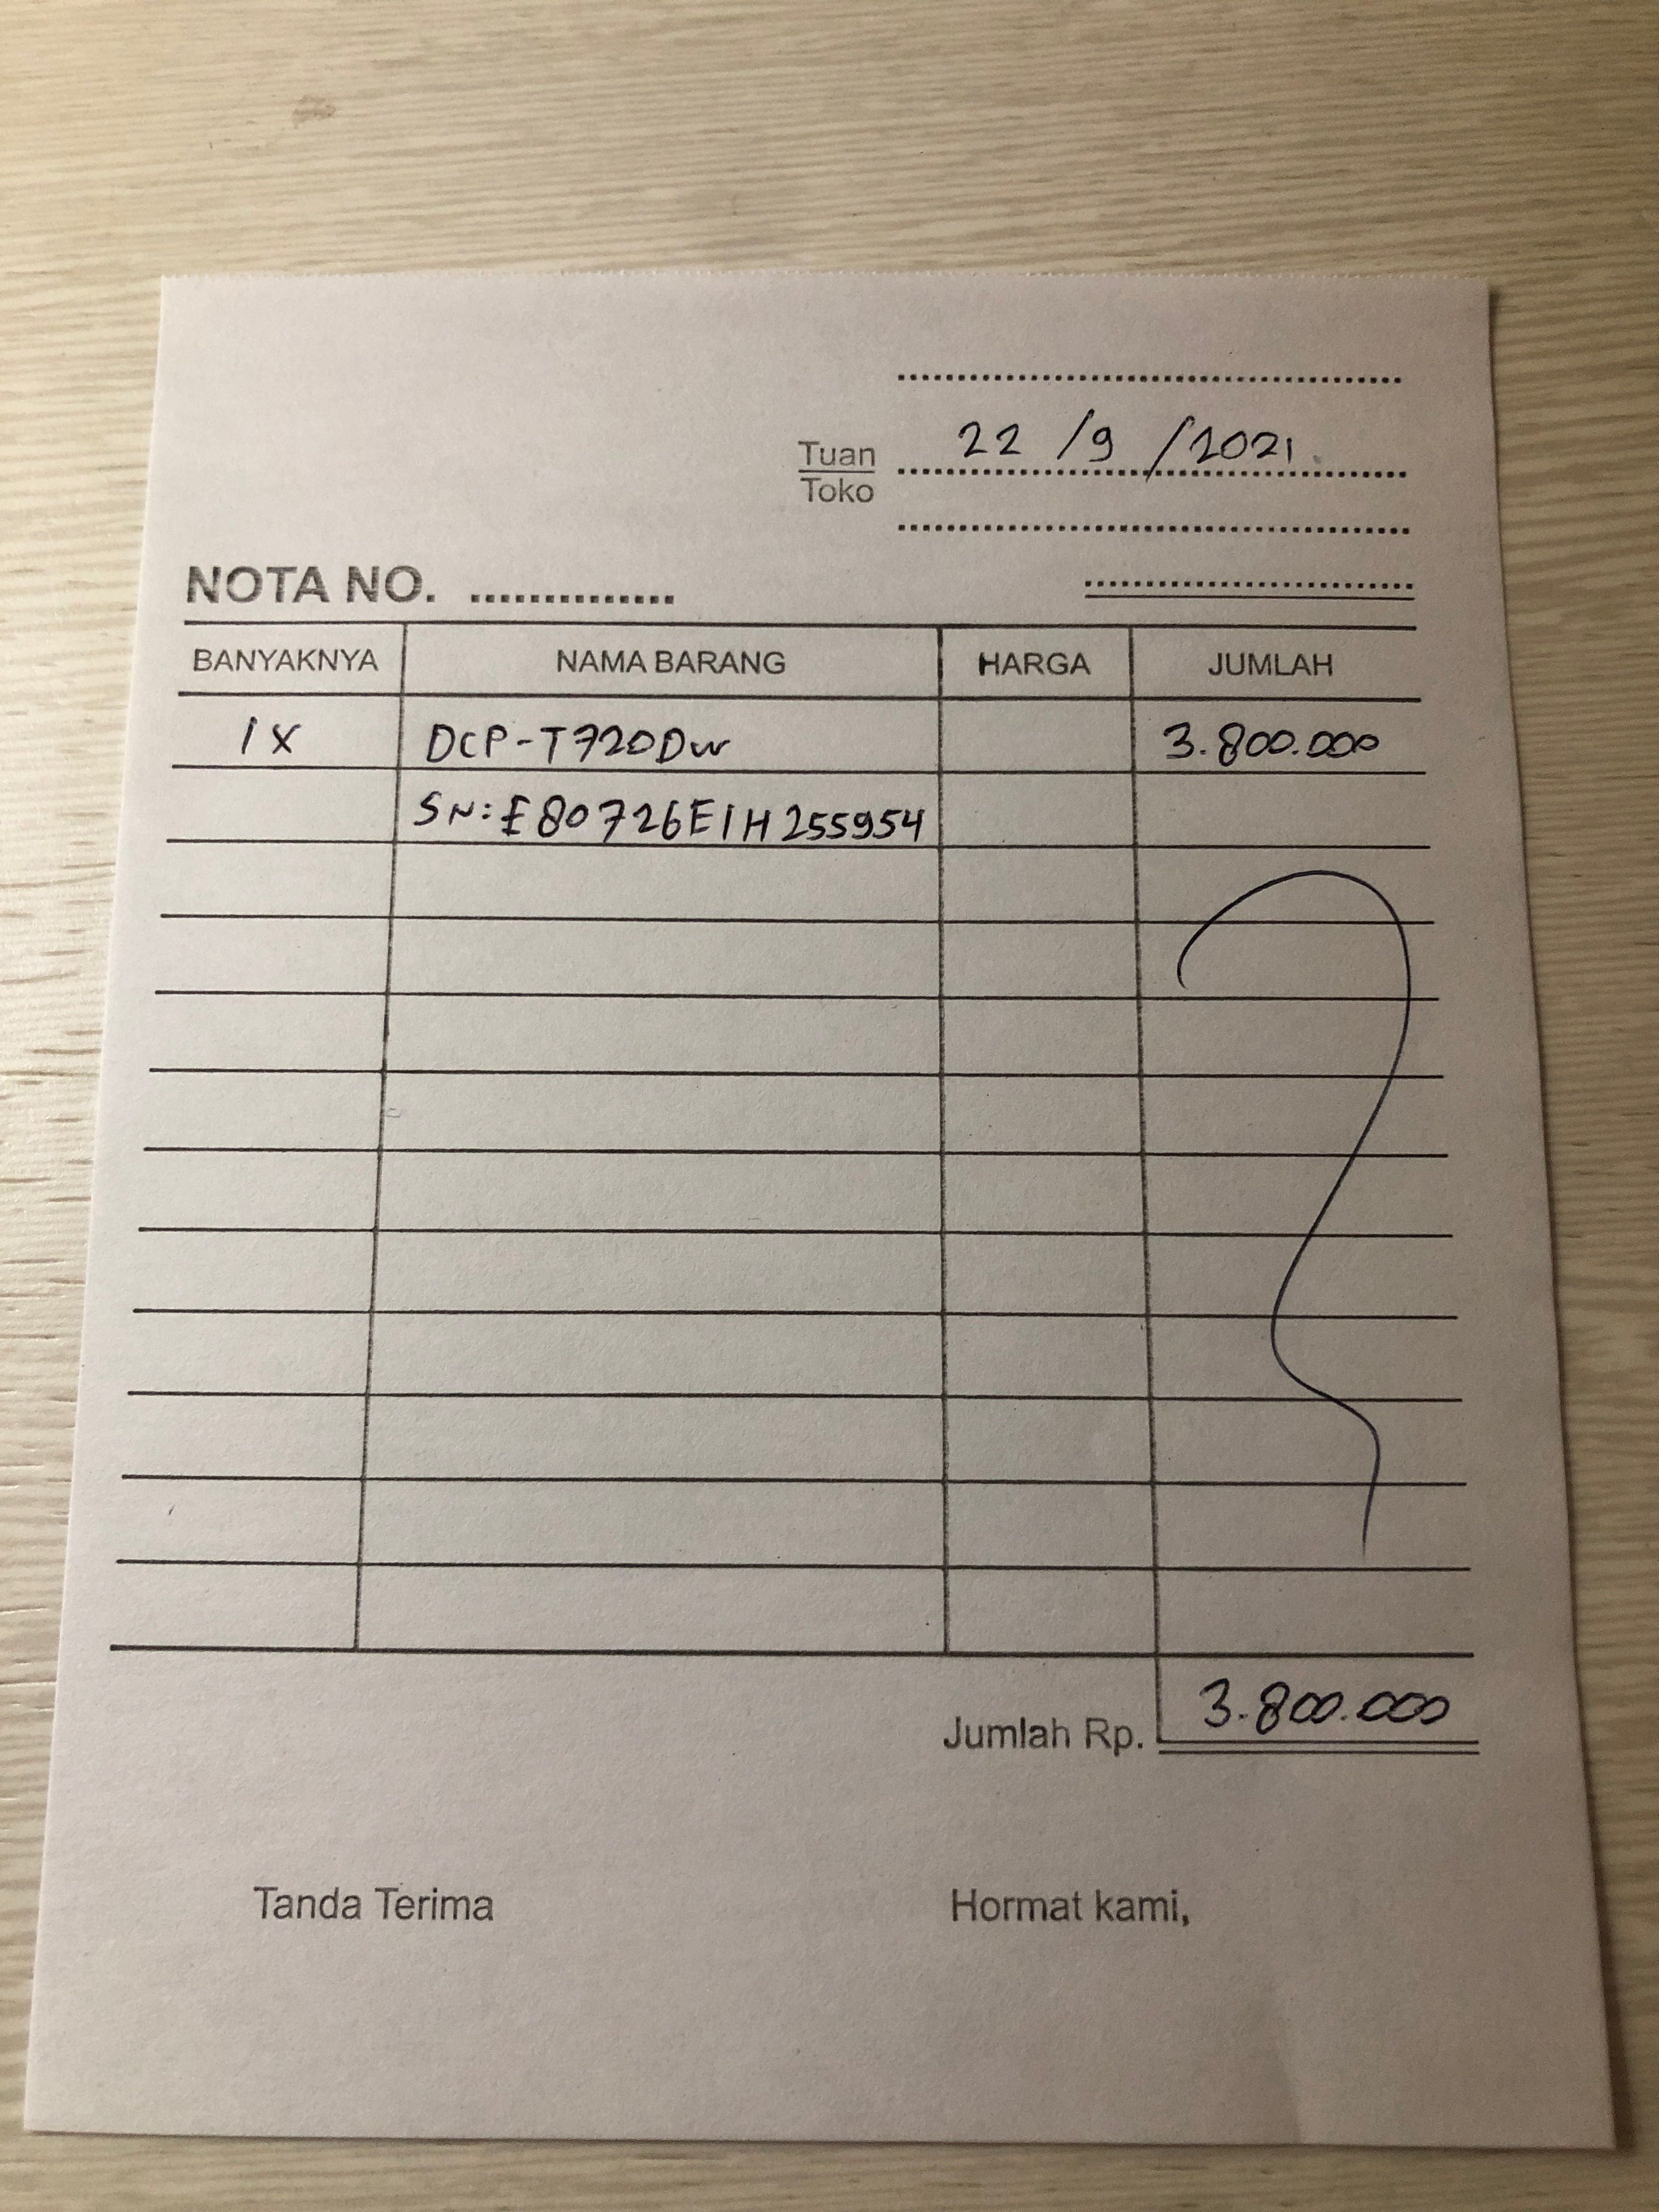 22/9/2021
Tuan
Toko
NOTA NO. ..............
BANYAKNYA NAMA BARANG HARGA JUMLAH
1X DCP-T720DW 3.800.000
SN: E80726E1H255954
Jumlah Rp. 3.800.000
Tanda Terima Hormat kami,